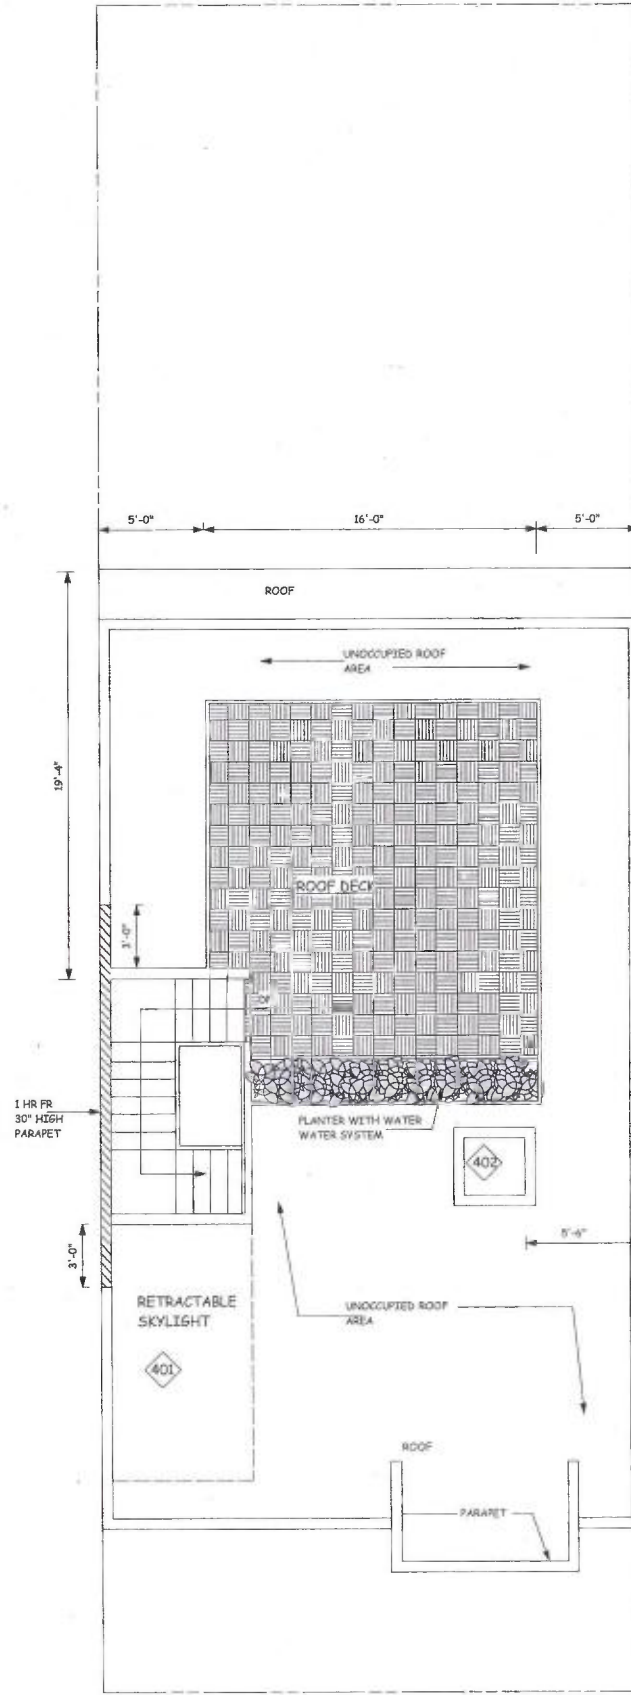 5'-0" 16'-0" 5'-0"
ROOF
UNOCCUPIED ROOF
AREA
19'-4"
ROOF DECK
3'-0"
1 HR FR
30" HIGH
PARAPET
PLANTER WITH WATER
WATER SYSTEM
402
5'-6"
3'-0"
RETRACTABLE
SKYLIGHT
401
UNOCCUPIED ROOF
AREA
ROOF
PARAPET